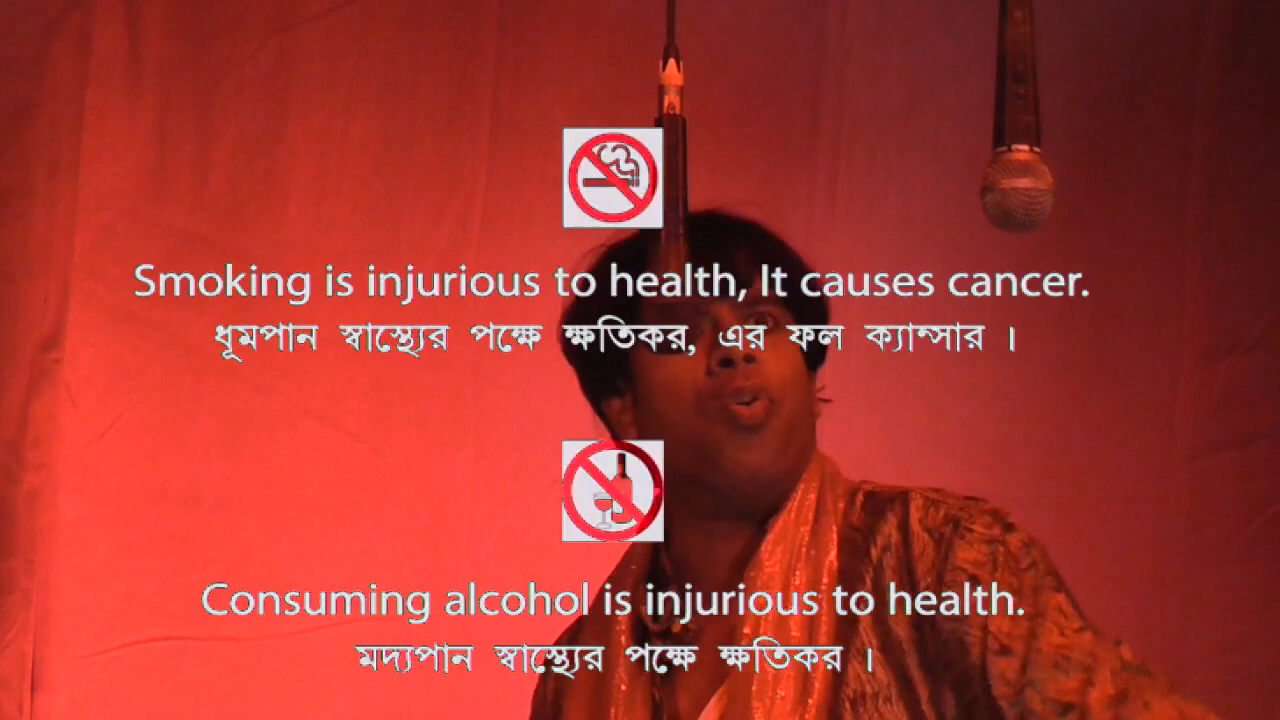 Smoking is injurious to health, It causes cancer.
ধূমপান স্বাস্থ্যের পক্ষে ক্ষতিকর, এর ফল ক্যান্সার ।
Consuming alcohol is injurious to health.
মদ্যপান স্বাস্থ্যের পক্ষে ক্ষতিকর ।